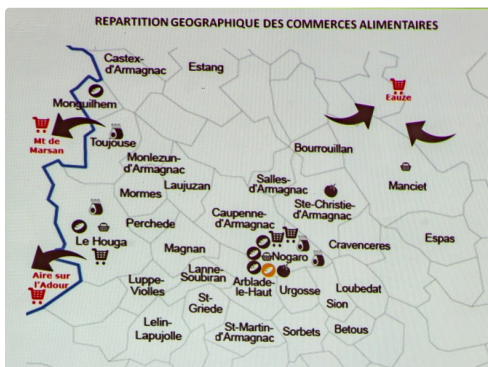 REPARTITION GEOGRAPHIQUE DES COMMERCES ALIMENTAIRES
Castex-
d'Armagnac
Estang
Monguilhem
Eauze
Mt de
Marsan
Toujouse
Bourrouillan
Monlezun-
d'Armagnac
Laujuzan
Salles-
d'Armagnac
Manciet
Mormes
Ste-Christie-
d'Armagnac
Perchede
Caupenne-
d'Armagnac
Le Houga
Magnan
Nogaro
Cravenceres
Espas
Aire sur
l'Adour
Luppe-
Violles
Lanne-
Soubiran
Arblade-
le-Haut
Urgosse
Loubedat
St-
Griede
Sion
Lelin-
Lapujolle
St-Martin-
d'Armagnac
Sorbets
Betous